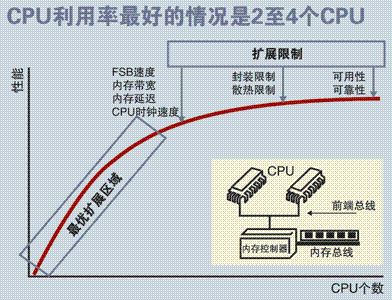 CPU利用率最好的情况是2至4个CPU
扩展限制
性能
FSB速度
内存带宽
内存延迟
CPU时钟速度
封装限制
散热限制
可用性
可靠性
最优扩展区域
CPU
前端总线
内存控制器
内存总线
CPU个数